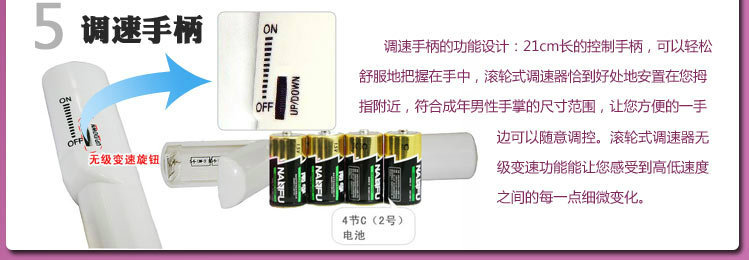 5 调速手柄
ON
OFF
UP/DOWN
ON
OFF
无级变速旋钮
4节C(2号)
电池
调速手柄的功能设计:21cm长的控制手柄,可以轻松
舒服地把握在手中,滚轮式调速器恰到好处地安置在您拇
指附近,符合成年男性手掌的尺寸范围,让您方便的一手
边可以随意调控。滚轮式调速器无
级变速功能能让您感受到高低速度
之间的每一点细微变化。